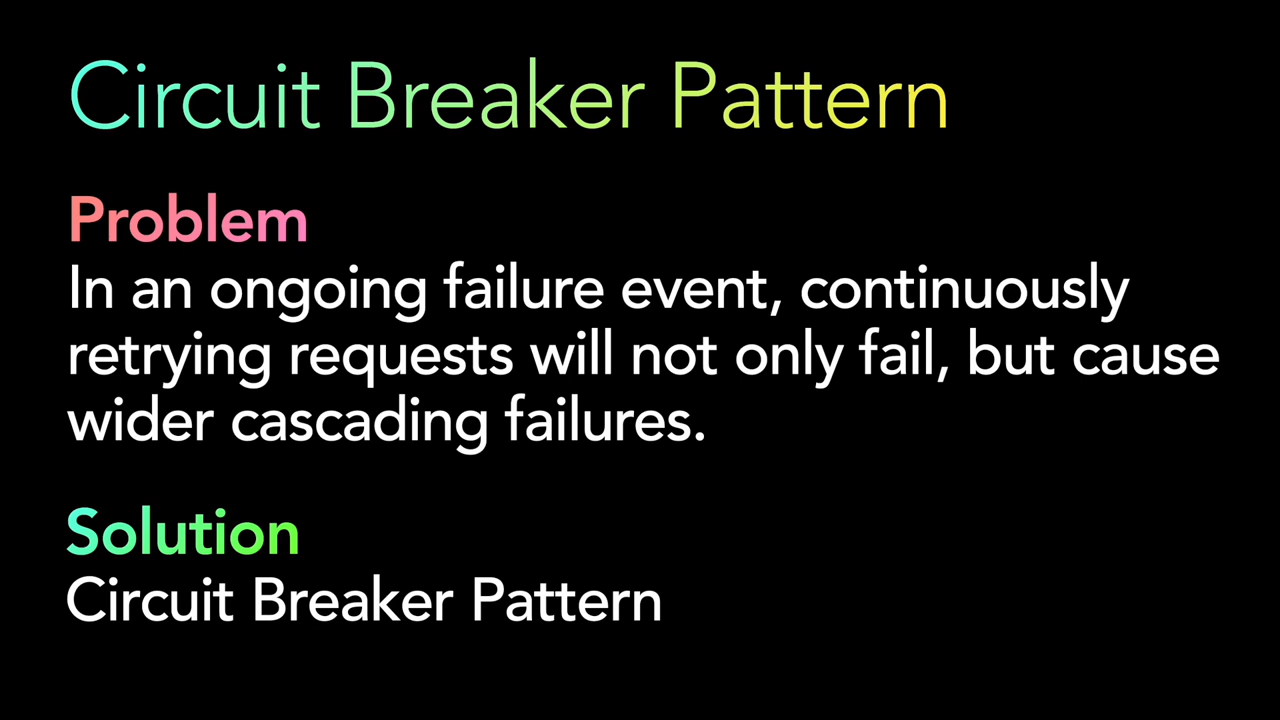 Circuit Breaker Pattern
Problem
In an ongoing failure event, continuously
retrying requests will not only fail, but cause
wider cascading failures.
Solution
Circuit Breaker Pattern